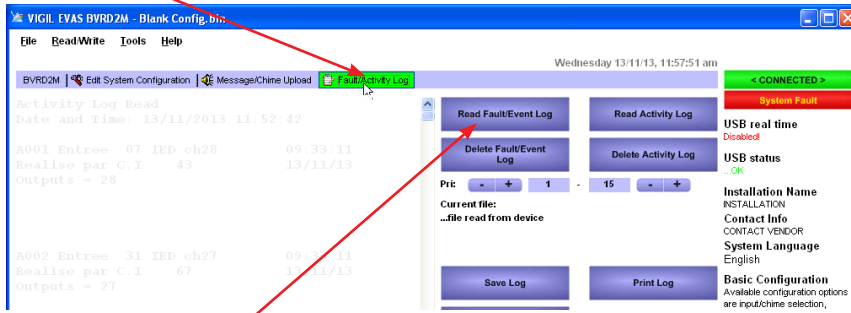 VIGIL EVAS BVRD2M - Blank Config.bin
File Read/Write Tools Help
Wednesday 13/11/13, 11:57:51 am
BVRD2M Edit System Configuration Message/Chime Upload Fault/Activity Log
< CONNECTED >
Activity Log Read
Date and Time: 13/11/2013 11:52:42
A001 Entree 07 IED ch28 09:33:11
Realise par C.I 43 13/11/13
Outputs = 28
A002 Entree 31 IED ch27 09:33:11
Realise par C.I 67 13/11/13
Outputs = 27
Read Fault/Event Log
Read Activity Log
Delete Fault/Event
Log
Delete Activity Log
Pri: - + 1 - 15 - +
Current file:
...file read from device
Save Log
Print Log
System Fault
USB real time
Disabled!
USB status
...OK
Installation Name
INSTALLATION
Contact Info
CONTACT VENDOR
System Language
English
Basic Configuration
Available configuration options
are input/chime selection,